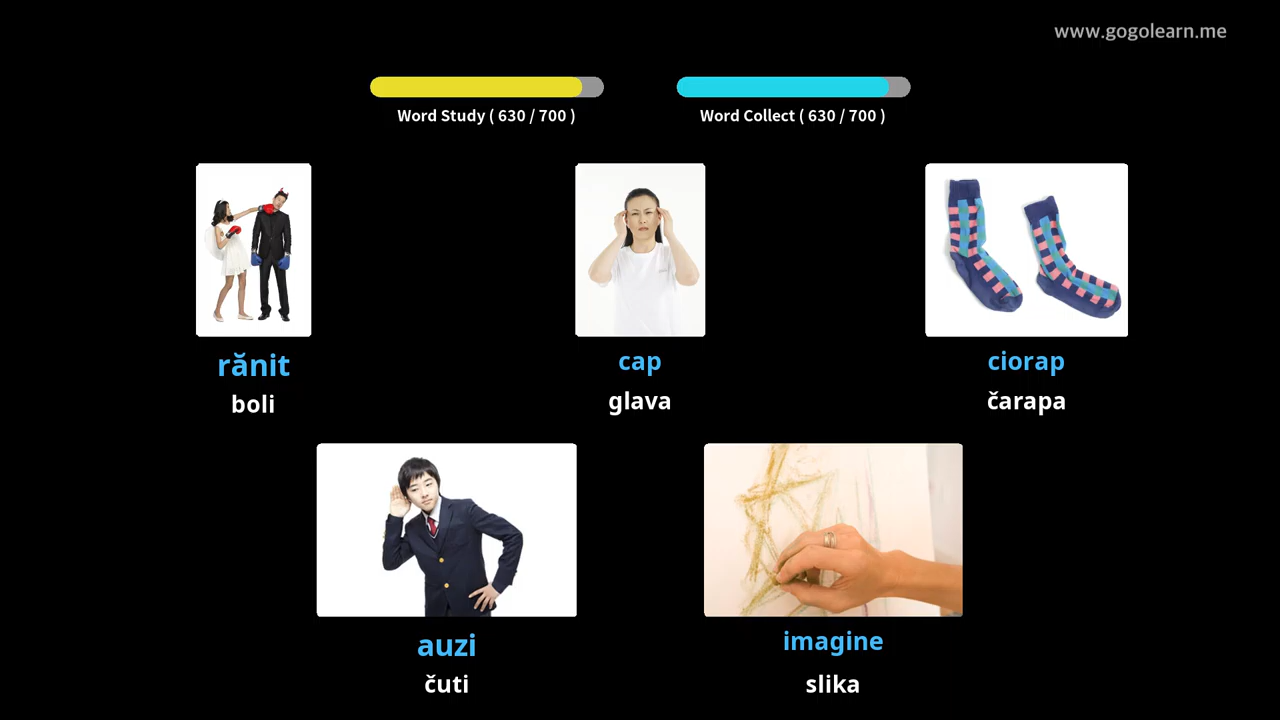 www.gogolearn.me
Word Study ( 630 / 700 )
Word Collect ( 630 / 700 )
rănit
boli
cap
glava
ciorap
čarapa
auzi
čuti
imagine
slika